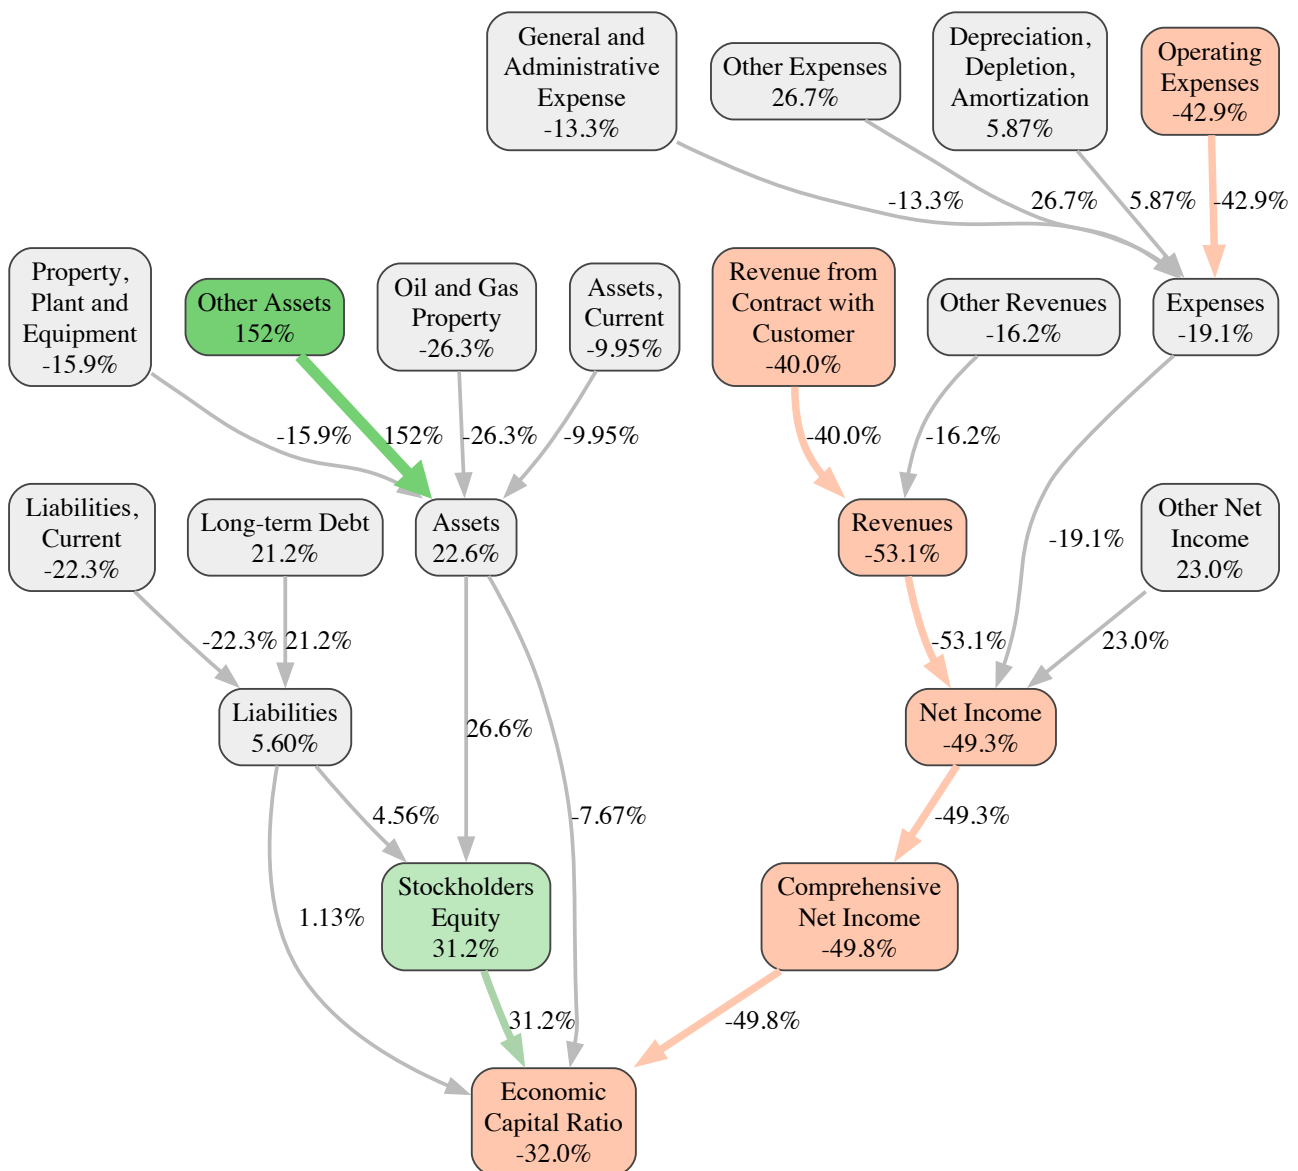 General and
Administrative
Expense
-13.3%
Other Expenses
26.7%
Depreciation,
Depletion,
Amortization
5.87%
Operating
Expenses
-42.9%
-13.3%
26.7%
5.87%
-42.9%
Property,
Plant and
Equipment
-15.9%
Other Assets
152%
Oil and Gas
Property
-26.3%
Assets,
Current
-9.95%
Revenue from
Contract with
Customer
-40.0%
Other Revenues
-16.2%
Expenses
-19.1%
-15.9%
152%
-26.3%
-9.95%
-40.0%
-16.2%
Liabilities,
Current
-22.3%
Long-term Debt
21.2%
Assets
22.6%
Revenues
-53.1%
-19.1%
Other Net
Income
23.0%
-22.3%
21.2%
-53.1%
23.0%
Liabilities
5.60%
26.6%
Net Income
-49.3%
4.56%
-7.67%
-49.3%
1.13%
Stockholders
Equity
31.2%
Comprehensive
Net Income
-49.8%
31.2%
-49.8%
Economic
Capital Ratio
-32.0%